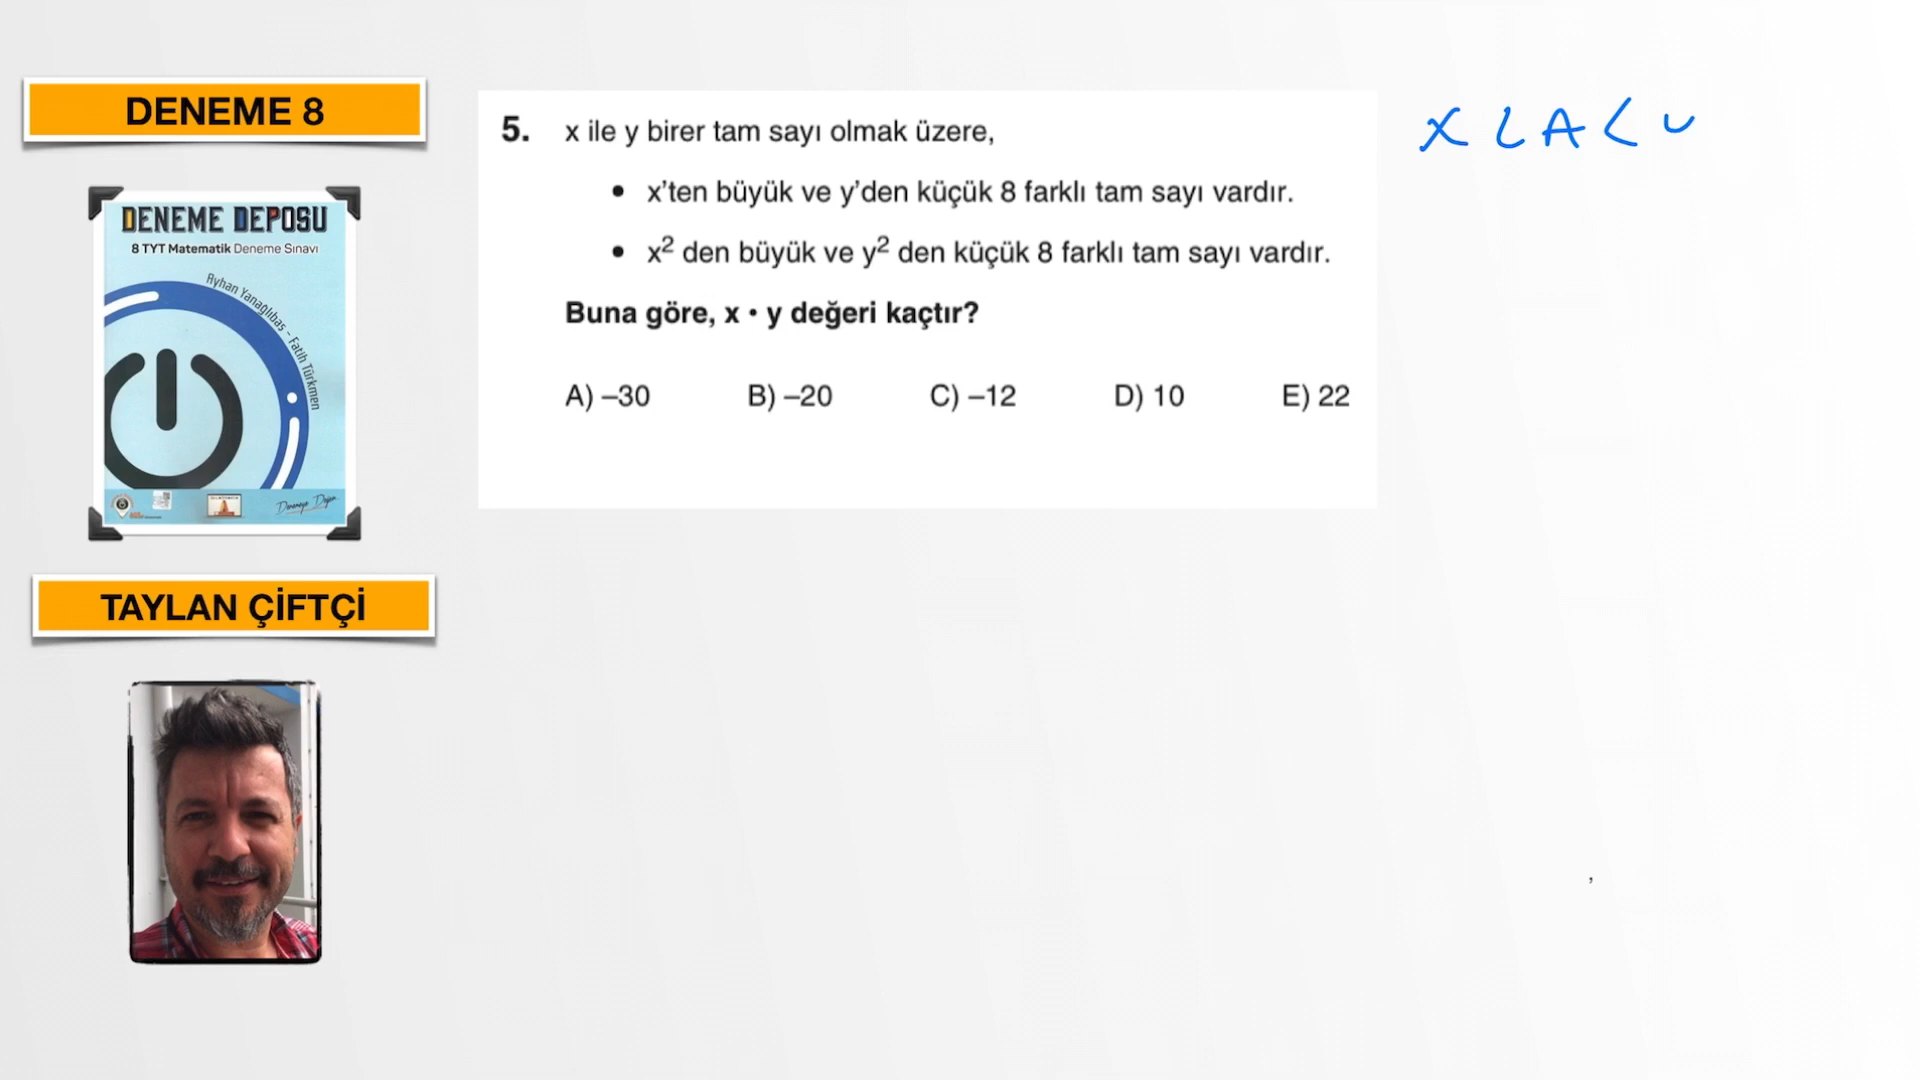 DENEME 8
DENEME DEPOSU
8 TYT Matematik Deneme Sınavı
Ayhan Yanağlıbaş - Fatih Türkmen
TAYLAN ÇİFTÇİ
5. x ile y birer tam sayı olmak üzere,
• x’ten büyük ve y’den küçük 8 farklı tam sayı vardır.
• x² den büyük ve y² den küçük 8 farklı tam sayı vardır.
Buna göre, x • y değeri kaçtır?
A) –30 B) –20 C) –12 D) 10 E) 22
x < A <